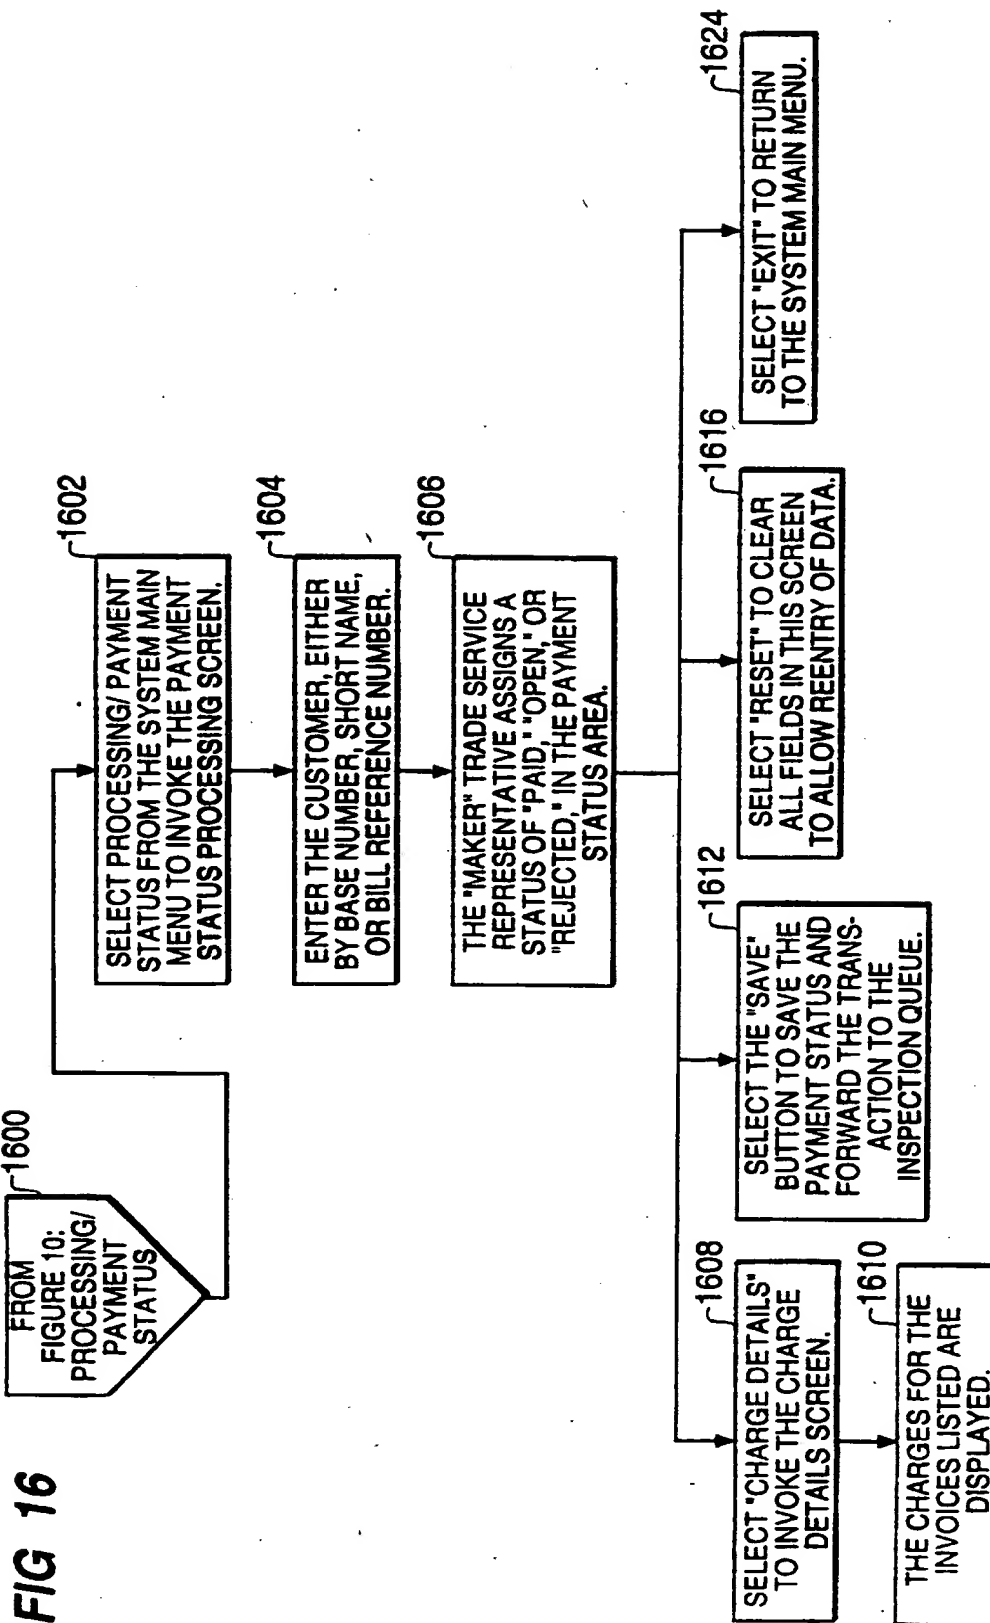 FIG 16
1600
FROM
FIGURE 10:
PROCESSING/
PAYMENT
STATUS
1602
SELECT PROCESSING/ PAYMENT
STATUS FROM THE SYSTEM MAIN
MENU TO INVOKE THE PAYMENT
STATUS PROCESSING SCREEN.
1604
ENTER THE CUSTOMER, EITHER
BY BASE NUMBER, SHORT NAME,
OR BILL REFERENCE NUMBER.
1606
THE "MAKER" TRADE SERVICE
REPRESENTATIVE ASSIGNS A
STATUS OF "PAID," "OPEN," OR
"REJECTED," IN THE PAYMENT
STATUS AREA.
1608
SELECT "CHARGE DETAILS"
TO INVOKE THE CHARGE
DETAILS SCREEN.
1610
THE CHARGES FOR THE
INVOICES LISTED ARE
DISPLAYED.
1612
SELECT THE "SAVE"
BUTTON TO SAVE THE
PAYMENT STATUS AND
FORWARD THE TRANS-
ACTION TO THE
INSPECTION QUEUE.
1616
SELECT "RESET" TO CLEAR
ALL FIELDS IN THIS SCREEN
TO ALLOW REENTRY OF DATA.
1624
SELECT "EXIT" TO RETURN
TO THE SYSTEM MAIN MENU.